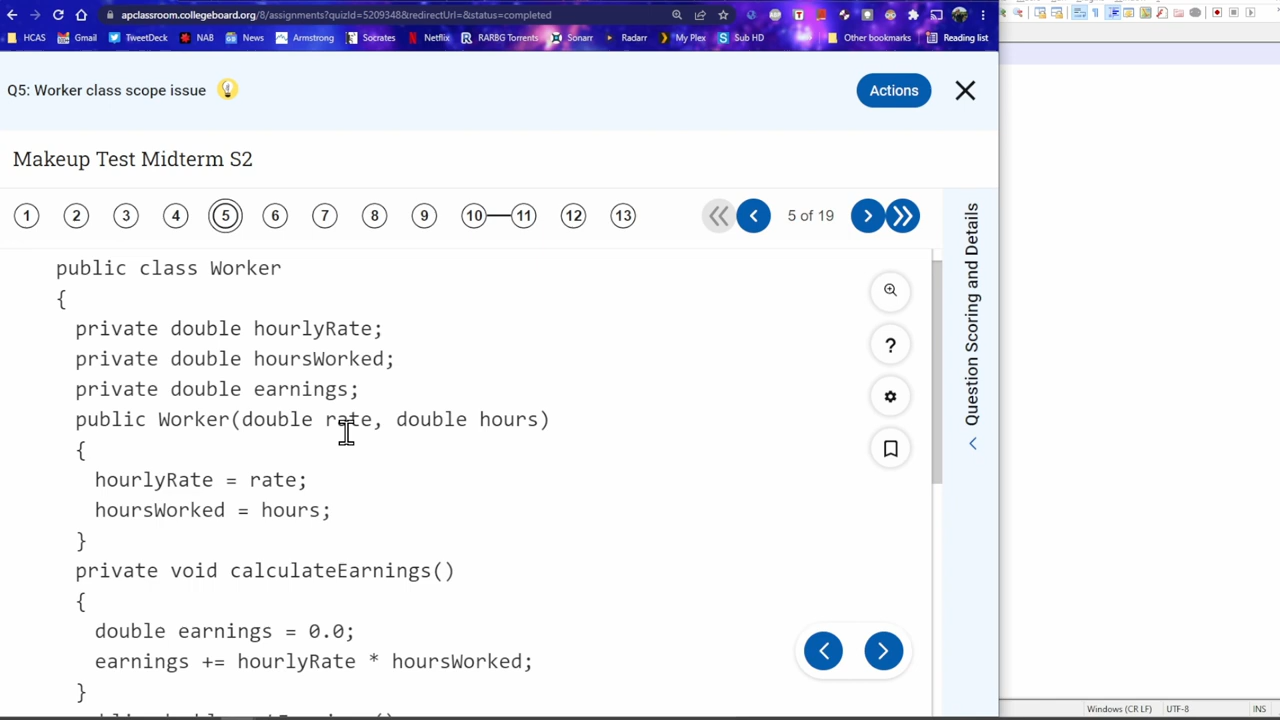 apclassroom.collegeboard.org/8/assignments?quizId=5209348&redirectUrl=&status=completed
HCAS Gmail TweetDeck NAB News Armstrong Socrates Netflix RARBG Torrents Sonarr Radarr My Plex Sub HD Other bookmarks Reading list
Q5: Worker class scope issue
Actions
Makeup Test Midterm S2
1 2 3 4 5 6 7 8 9 10 11 12 13 5 of 19
Question Scoring and Details
public class Worker
{
private double hourlyRate;
private double hoursWorked;
private double earnings;
public Worker(double rate, double hours)
{
hourlyRate = rate;
hoursWorked = hours;
}
private void calculateEarnings()
{
double earnings = 0.0;
earnings += hourlyRate * hoursWorked;
}
?
Windows (CR LF) UTF-8 INS